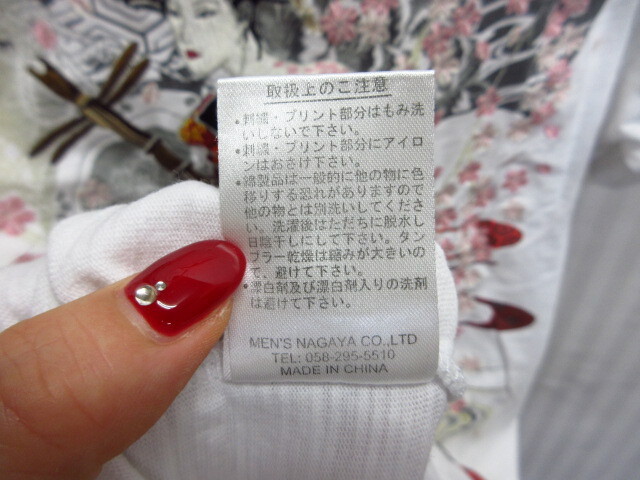 取扱上のご注意
•刺繍・プリント部分はもみ洗
いしないで下さい。
•刺繍・プリント部分にアイロ
ンはおさけ下さい。
•綿製品は一般的に他の物に色
移りする恐れがありますので
他の物とは別洗いしてくださ
い。洗濯後はただちに脱水し
日陰干しにして下さい。タン
ブラー乾燥は縮みが大きいの
で、避けて下さい。
•漂白剤及び漂白剤入りの洗剤
は避けて下さい。
MEN'S NAGAYA CO.,LTD
TEL: 058-295-5510
MADE IN CHINA